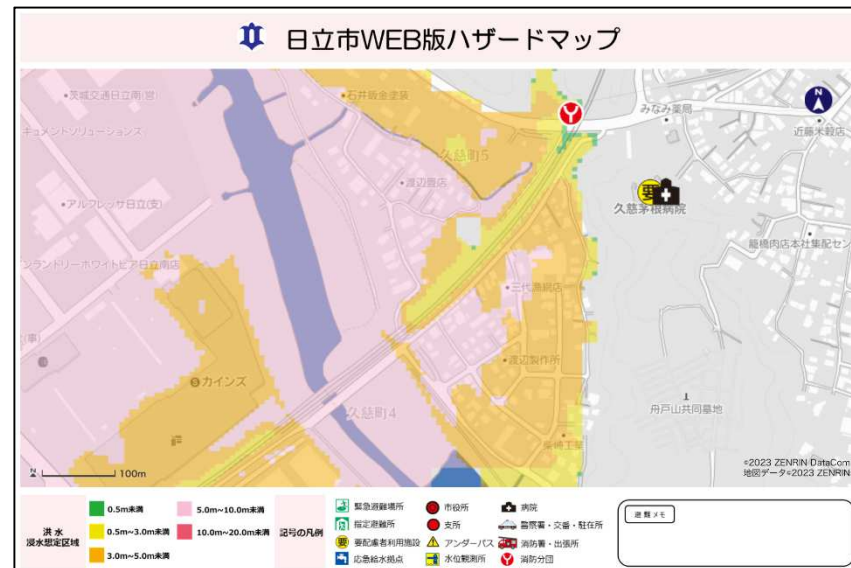 日立市WEB版ハザードマップ
茨城交通日立南(営)
石井鈑金塗装
みなみ薬局
N
近藤米穀店
キュメントソリューションズ
久慈町5
渡辺畳店
要
アルフレッサ日立(支)
久慈茅根病院
籠橋肉店本社集配セン
ンランドリーホワイトピア日立南店
三代漁網店
(事)
渡辺製作所
カインズ
久慈町4
舟戸山共同墓地
柴崎工業
N
100m
©2023 ZENRIN DataCom
地図データ©2023 ZENRIN
洪水
浸水想定区域
0.5m未満
0.5m~3.0m未満
3.0m~5.0m未満
5.0m~10.0m未満
10.0m~20.0m未満
記号の凡例
緊急避難場所
指定避難所
要 要配慮者利用施設
応急給水拠点
市役所
支所
アンダーパス
水位観測所
病院
警察署・交番・駐在所
消防署・出張所
消防分団
避難メモ